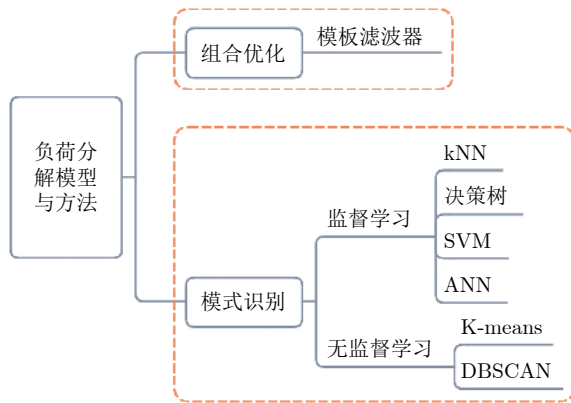 负荷分
解模型
与方法
组合优化
模板滤波器
模式识别
监督学习
kNN
决策树
SVM
ANN
无监督学习
K-means
DBSCAN